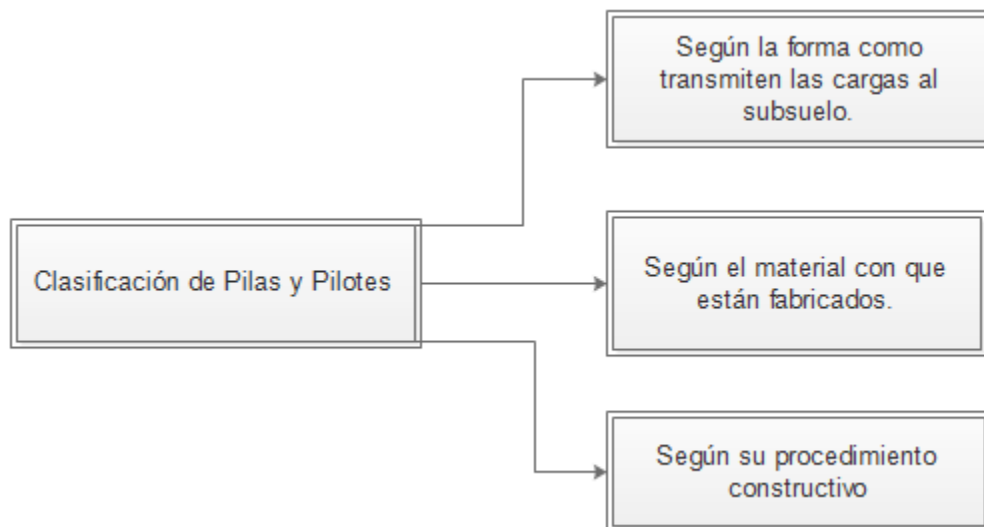 Según la forma como
transmiten las cargas al
subsuelo.
Clasificación de Pilas y Pilotes
Según el material con que
están fabricados.
Según su procedimiento
constructivo